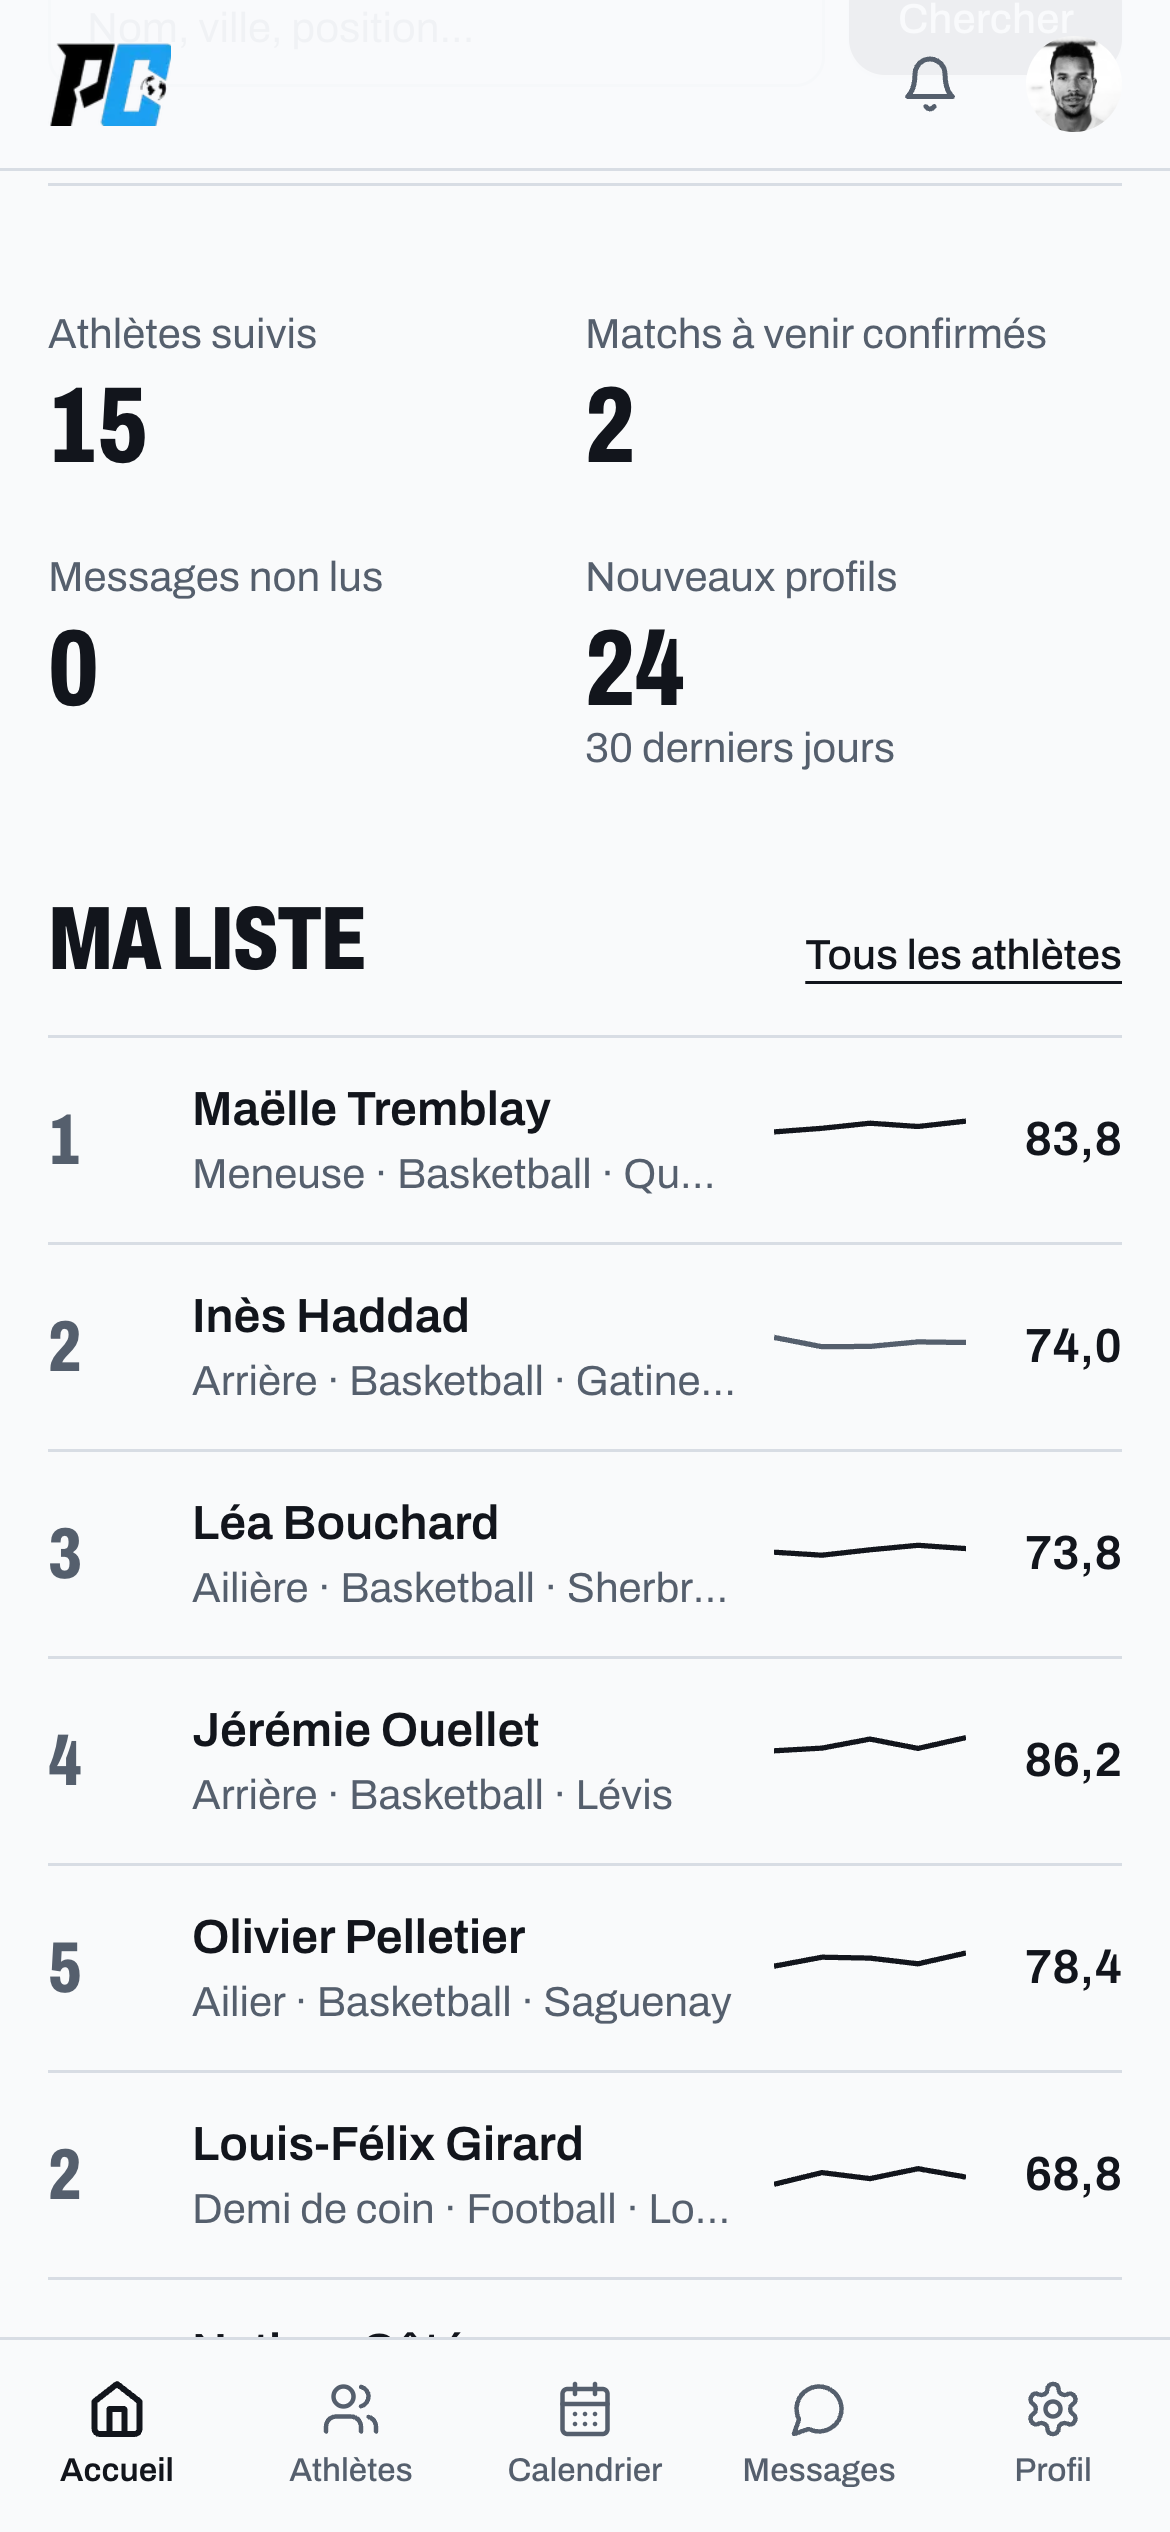 Nom, ville, position...
Chercher
PC
Athlètes suivis
15
Matchs à venir confirmés
2
Messages non lus
0
Nouveaux profils
24
30 derniers jours
MA LISTE
Tous les athlètes
1
Maëlle Tremblay
Meneuse · Basketball · Qu...
83,8
2
Inès Haddad
Arrière · Basketball · Gatine...
74,0
3
Léa Bouchard
Ailière · Basketball · Sherbr...
73,8
4
Jérémie Ouellet
Arrière · Basketball · Lévis
86,2
5
Olivier Pelletier
Ailier · Basketball · Saguenay
78,4
2
Louis-Félix Girard
Demi de coin · Football · Lo...
68,8
Côté
Accueil
Athlètes
Calendrier
Messages
Profil